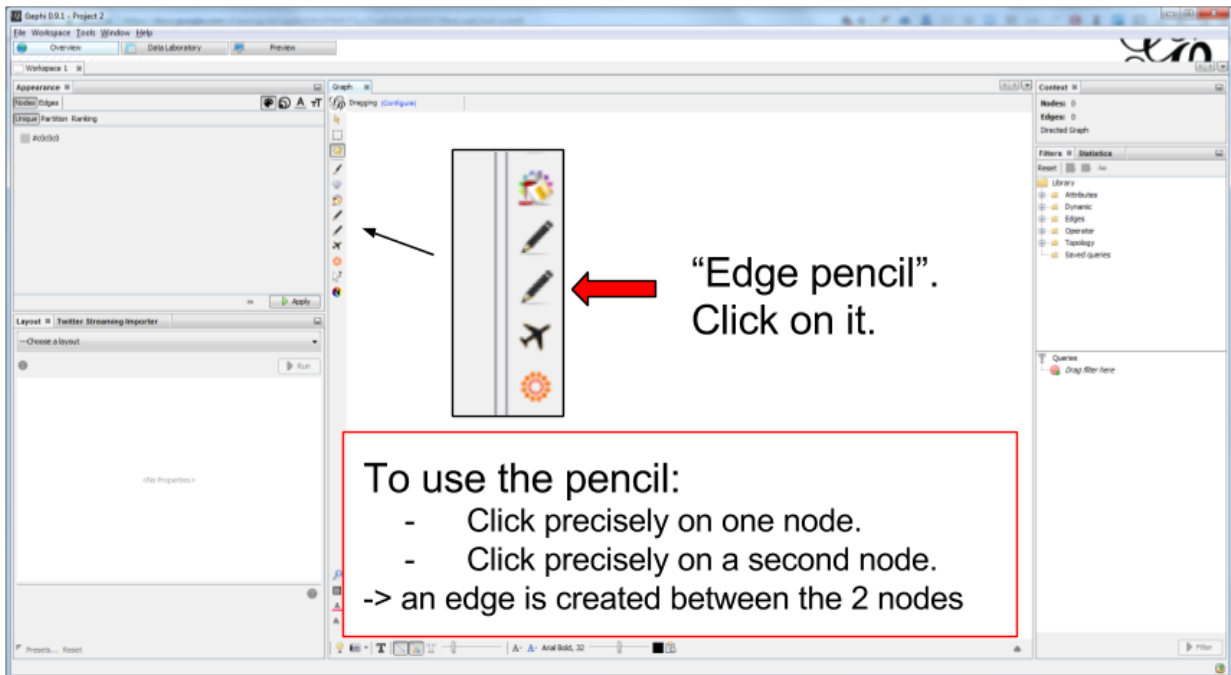 Gephi 0.9.1 - Project 2
File Workspace Tools Window Help
Overview Data Laboratory Preview
Workspace 1
Appearance
Nodes Edges
Unique Partition Ranking
#c0c0c0
Apply
Layout Twitter Streaming Importer
---Choose a layout
Run
<No Properties>
Presets... Reset
Graph
Dragging (Configure)
“Edge pencil”.
Click on it.
To use the pencil:
- Click precisely on one node.
- Click precisely on a second node.
-> an edge is created between the 2 nodes
A- A- Arial Bold, 32
Context
Nodes: 0
Edges: 0
Directed Graph
Filters Statistics
Reset
Library
Attributes
Dynamic
Edges
Operator
Topology
Saved queries
Queries
Drag filter here
Filter